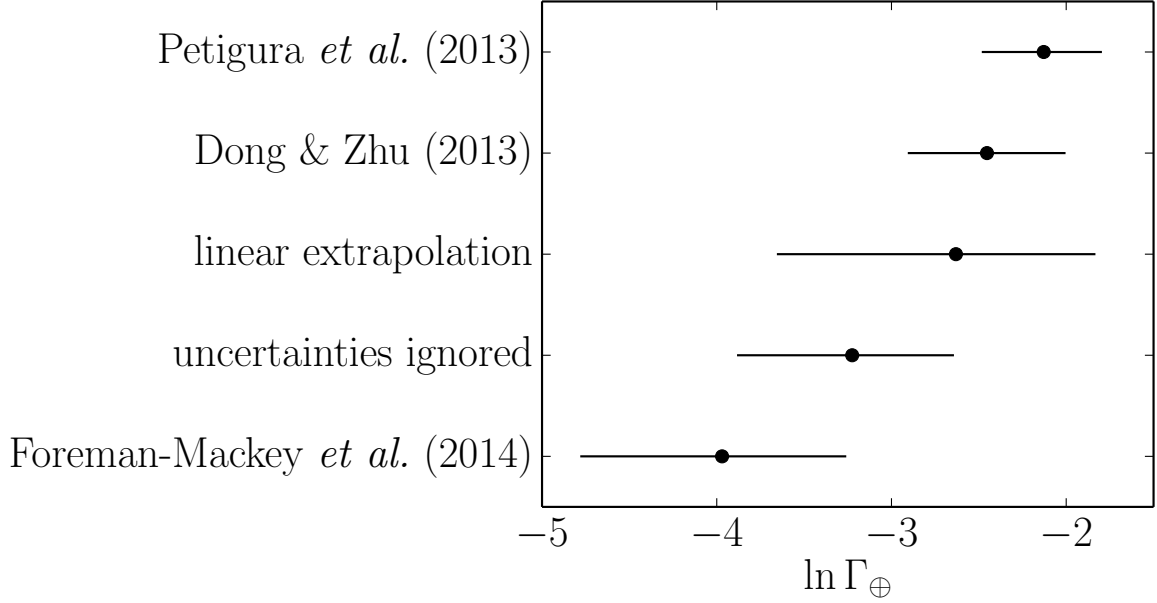 Petigura et al. (2013)
Dong & Zhu (2013)
linear extrapolation
uncertainties ignored
Foreman-Mackey et al. (2014)
−5 −4 −3 −2
ln Γ⊕